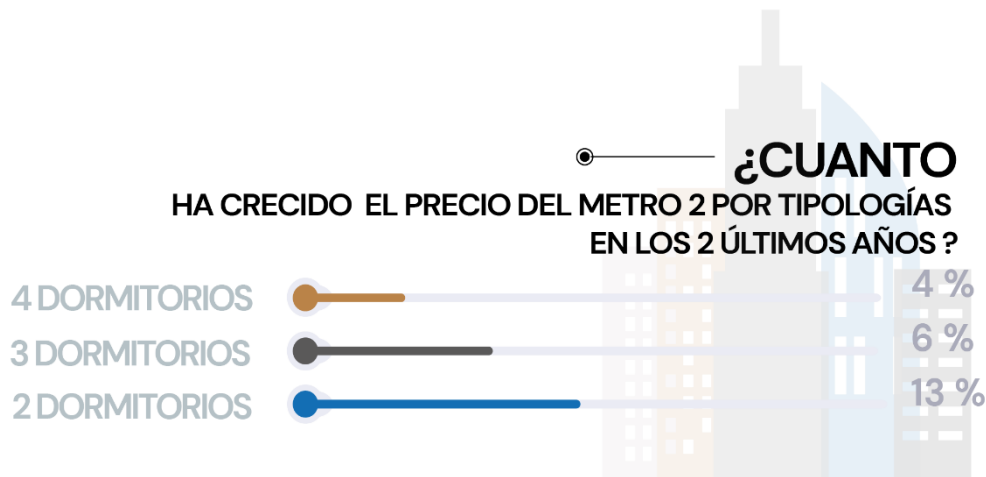 ¿CUANTO
HA CRECIDO EL PRECIO DEL METRO 2 POR TIPOLOGÍAS
EN LOS 2 ÚLTIMOS AÑOS ?
4 DORMITORIOS 4 %
3 DORMITORIOS 6 %
2 DORMITORIOS 13 %